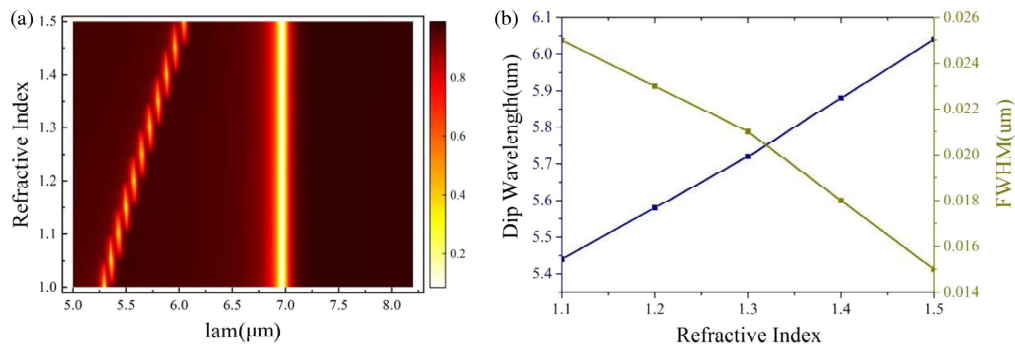 (a)
1.5
1.4
1.3
1.2
1.1
1.0
Refractive Index
5.0 5.5 6.0 6.5 7.0 7.5 8.0
lam(μm)
0.8
0.6
0.4
0.2
(b)
6.1
6.0
5.9
5.8
5.7
5.6
5.5
5.4
Dip Wavelength(um)
1.1 1.2 1.3 1.4 1.5
Refractive Index
0.026
0.024
0.022
0.020
0.018
0.016
0.014
FWHM(um)